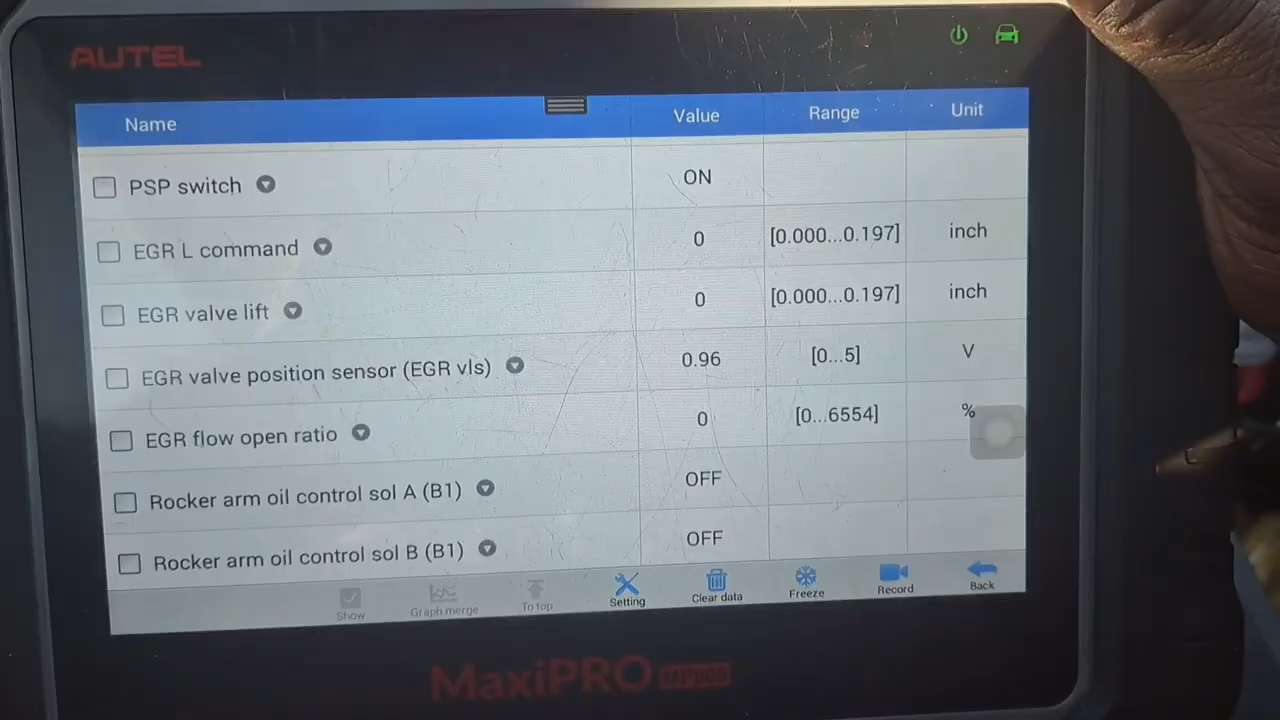 AUTEL
Name Value Range Unit
PSP switch ON
EGR L command 0 [0.000...0.197] inch
EGR valve lift 0 [0.000...0.197] inch
EGR valve position sensor (EGR vls) 0.96 [0...5] V
EGR flow open ratio 0 [0...6554] %
Rocker arm oil control sol A (B1) OFF
Rocker arm oil control sol B (B1) OFF
Show Graph merge To top Setting Clear data Freeze Record Back
MaxiPRO